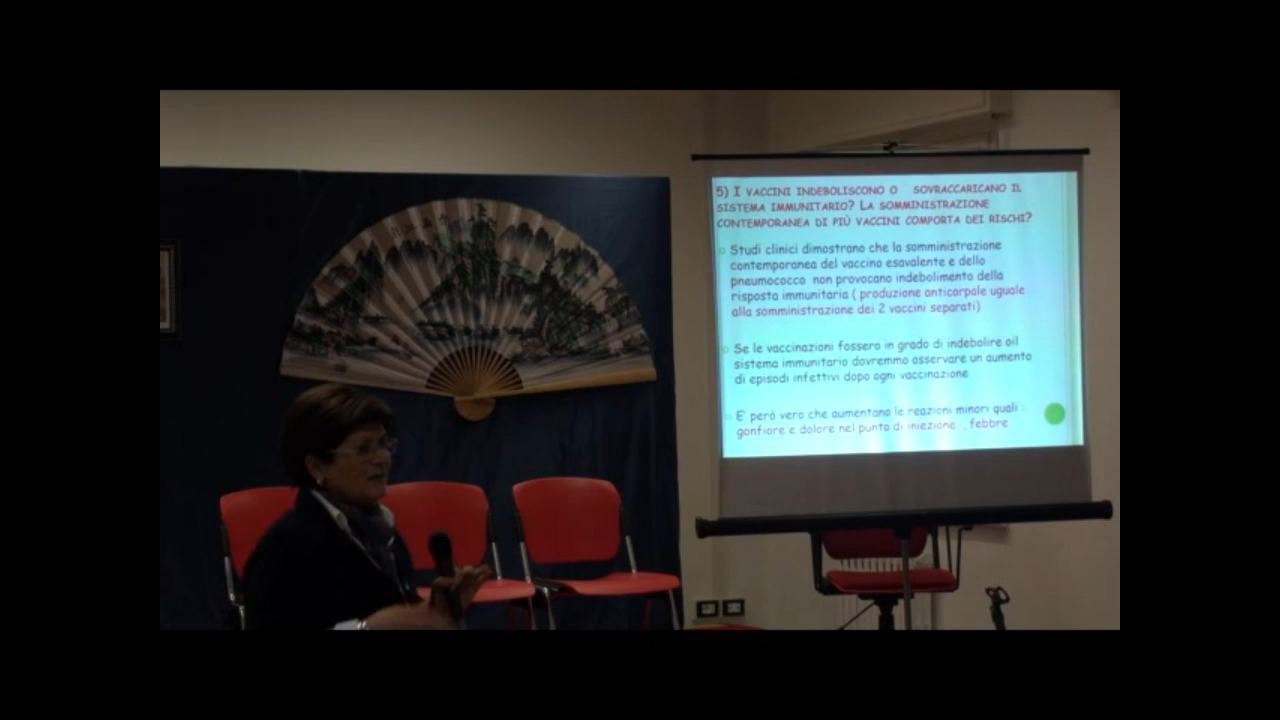 5) I VACCINI INDEBOLISCONO O SOVRACCARICANO IL
SISTEMA IMMUNITARIO? LA SOMMINISTRAZIONE
CONTEMPORANEA DI PIÙ VACCINI COMPORTA DEI RISCHI?
Studi clinici dimostrano che la somministrazione
contemporanea del vaccino esavalente e dello
pneumococco non provocano indebolimento della
risposta immunitaria ( produzione anticorpale uguale
alla somministrazione dei 2 vaccini separati)
Se le vaccinazioni fossero in grado di indebolire oil
sistema immunitario dovremmo osservare un aumento
di episodi infettivi dopo ogni vaccinazione
E' però vero che aumentano le reazioni minori quali :
gonfiore e dolore nel punto di iniezione , febbre